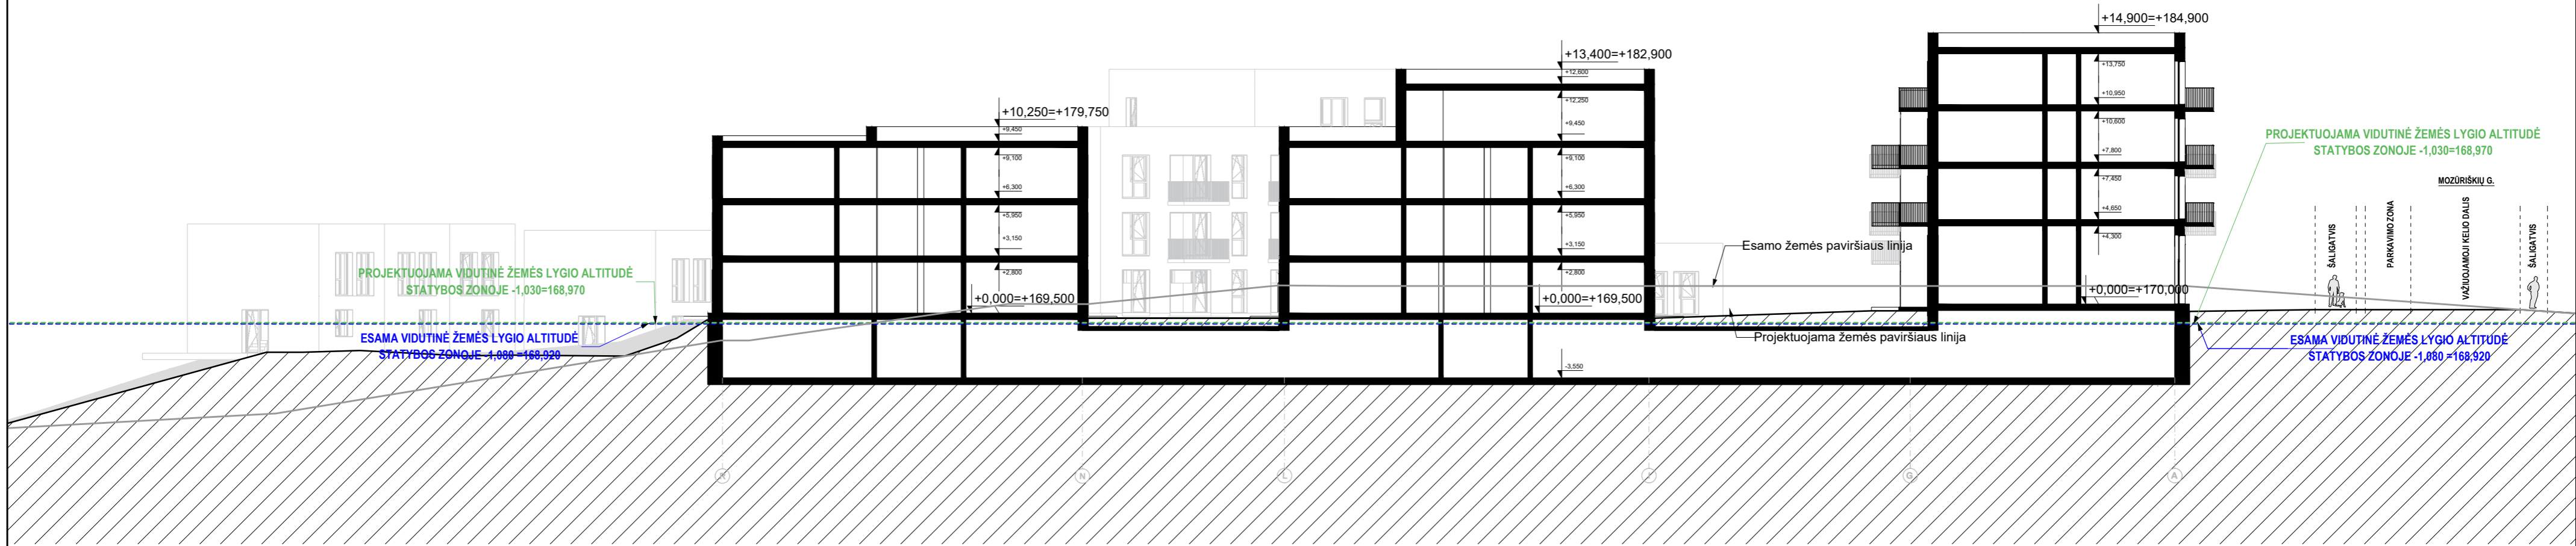 +14,900=+184,900
+13,750
+10,950
+10,600
+7,800
+7,450
+4,650
+4,300
+0,000=+170,000
+13,400=+182,900
+12,600
+12,250
+9,450
+9,100
+6,300
+5,950
+3,150
+2,800
+0,000=+169,500
-3,550
+10,250=+179,750
+9,450
+9,100
+6,300
+5,950
+3,150
+2,800
+0,000=+169,500
PROJEKTUOJAMA VIDUTINĖ ŽEMĖS LYGIO ALTITUDĖ
STATYBOS ZONOJE -1,030=168,970
ESAMA VIDUTINĖ ŽEMĖS LYGIO ALTITUDĖ
STATYBOS ZONOJE -1,080 =168,920
Esamo žemės paviršiaus linija
Projektuojama žemės paviršiaus linija
PROJEKTUOJAMA VIDUTINĖ ŽEMĖS LYGIO ALTITUDĖ
STATYBOS ZONOJE -1,030=168,970
MOZŪRIŠKIŲ G.
ŠALIGATVIS
PARKAVIMO ZONA
VAŽIUOJAMOJI KELIO DALIS
ŠALIGATVIS
ESAMA VIDUTINĖ ŽEMĖS LYGIO ALTITUDĖ
STATYBOS ZONOJE -1,080 =168,920
N
L
G
A